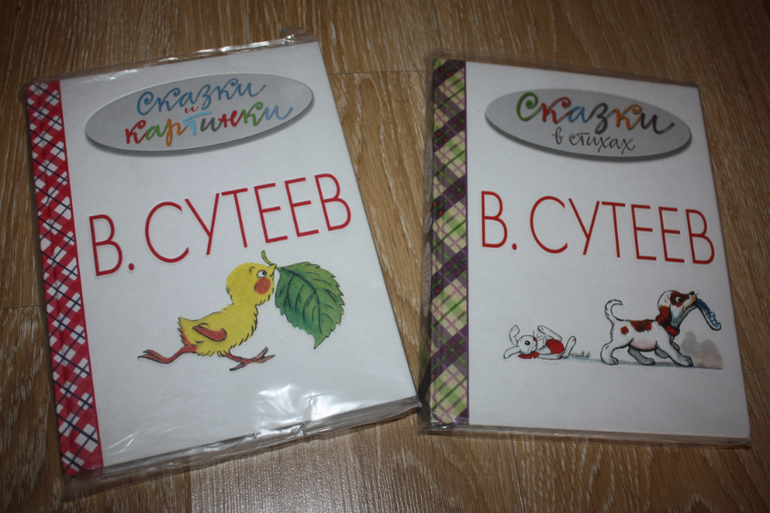 Сказки
и
картинки
В. СУТЕЕВ
Сказки
в стихах
В. СУТЕЕВ